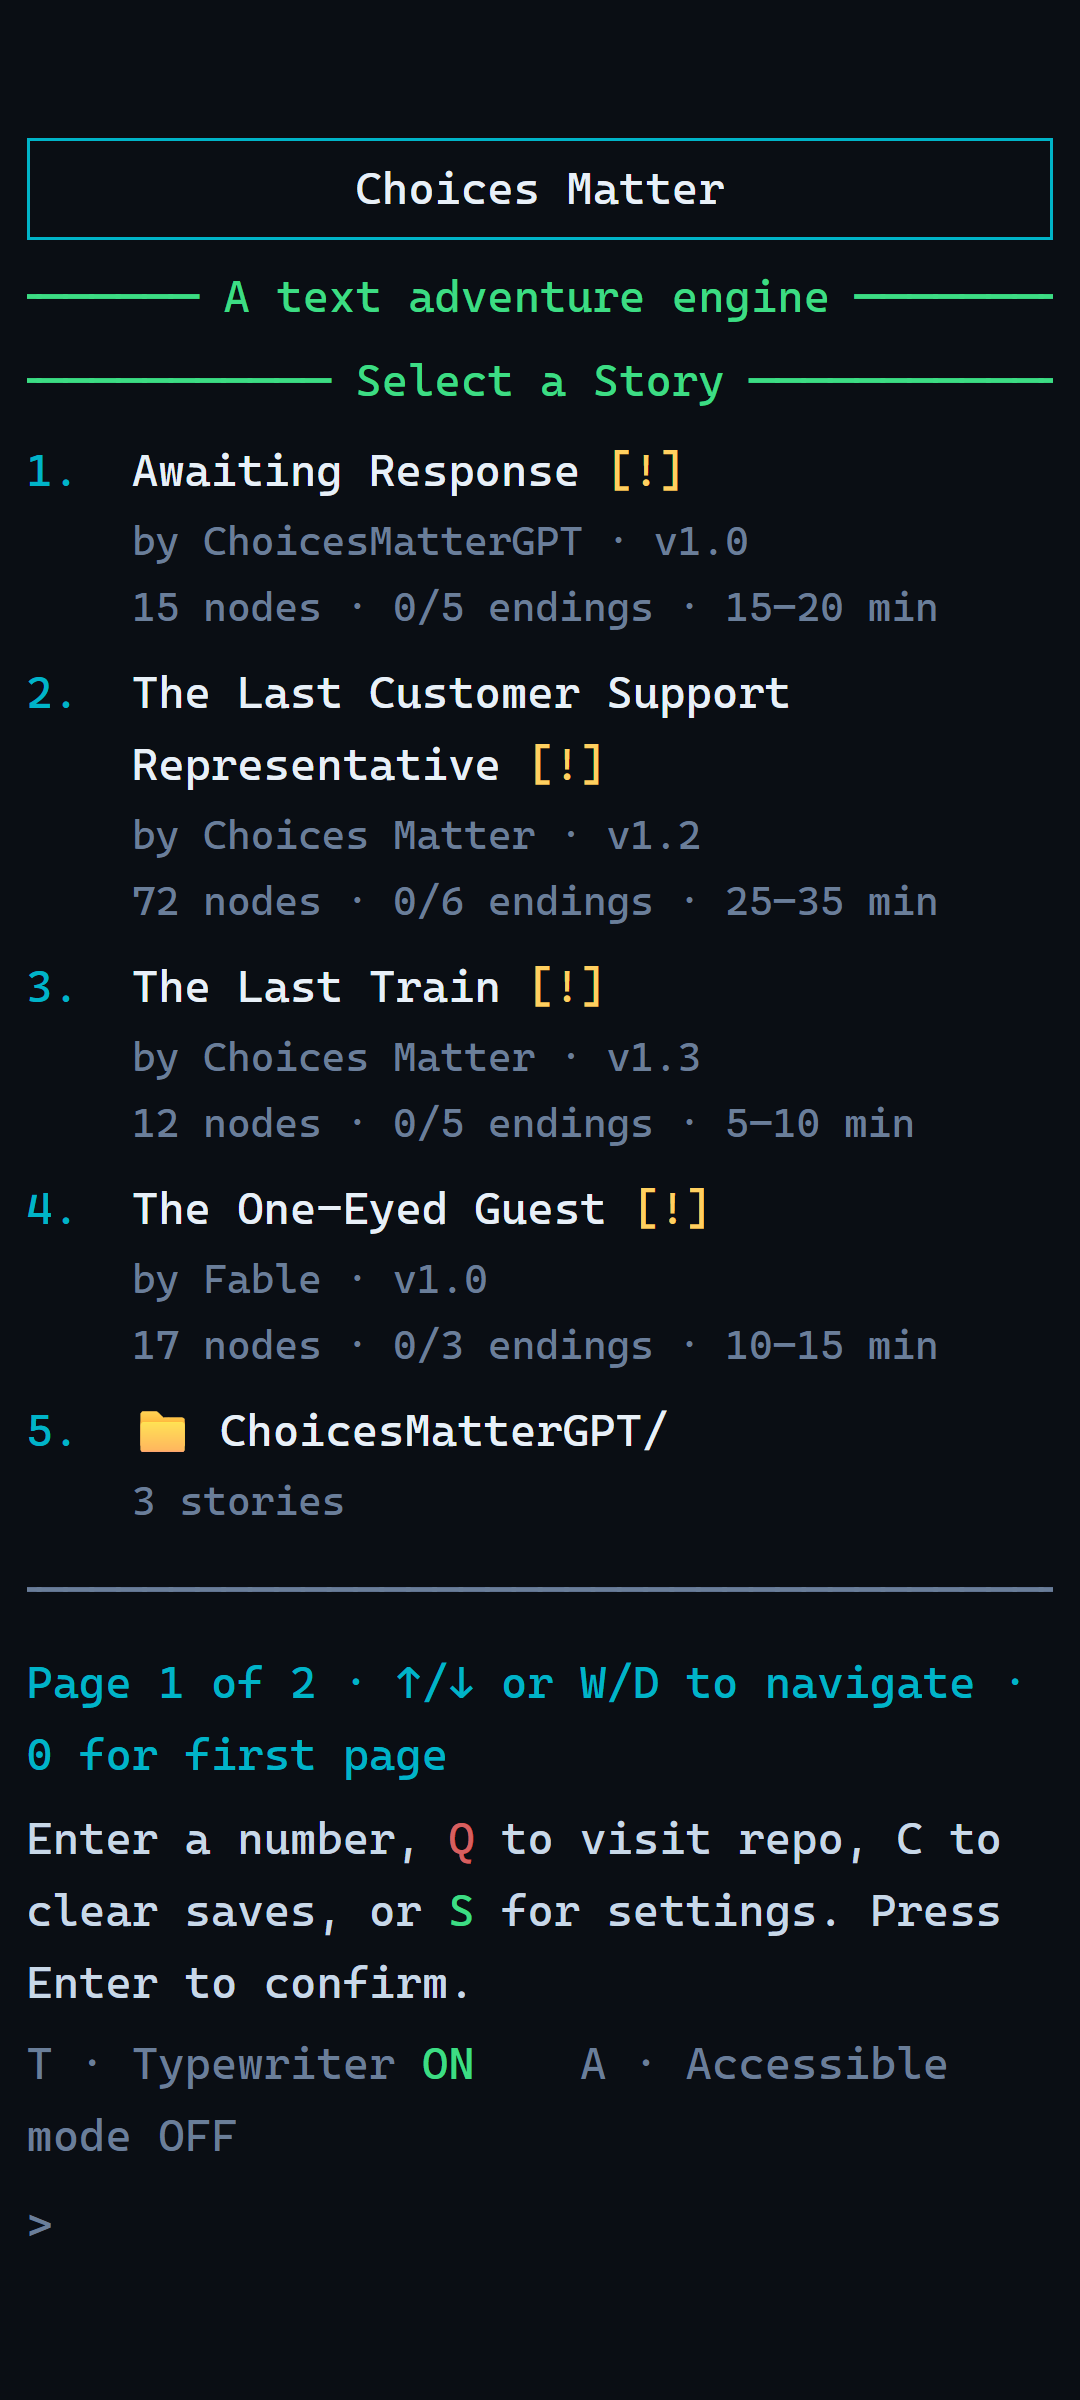 Choices Matter
A text adventure engine
Select a Story
1. Awaiting Response [!]
by ChoicesMatterGPT · v1.0
15 nodes · 0/5 endings · 15–20 min
2. The Last Customer Support
Representative [!]
by Choices Matter · v1.2
72 nodes · 0/6 endings · 25–35 min
3. The Last Train [!]
by Choices Matter · v1.3
12 nodes · 0/5 endings · 5–10 min
4. The One-Eyed Guest [!]
by Fable · v1.0
17 nodes · 0/3 endings · 10–15 min
5. ChoicesMatterGPT/
3 stories
Page 1 of 2 · ↑/↓ or W/D to navigate ·
0 for first page
Enter a number, Q to visit repo, C to
clear saves, or S for settings. Press
Enter to confirm.
T · Typewriter ON A · Accessible
mode OFF
>